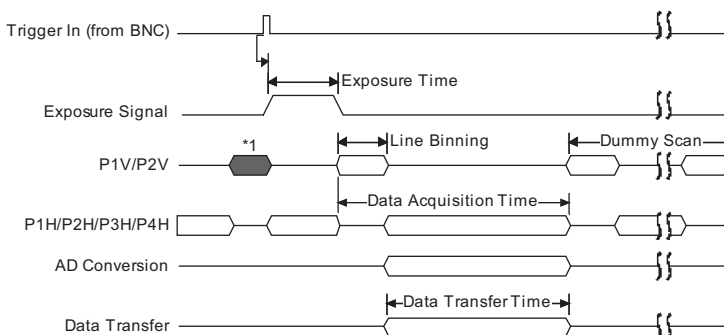 Trigger In (from BNC)
Exposure Time
Exposure Signal
*1
Line Binning
Dummy Scan
P1V/P2V
Data Acquisition Time
P1H/P2H/P3H/P4H
AD Conversion
Data Transfer Time
Data Transfer